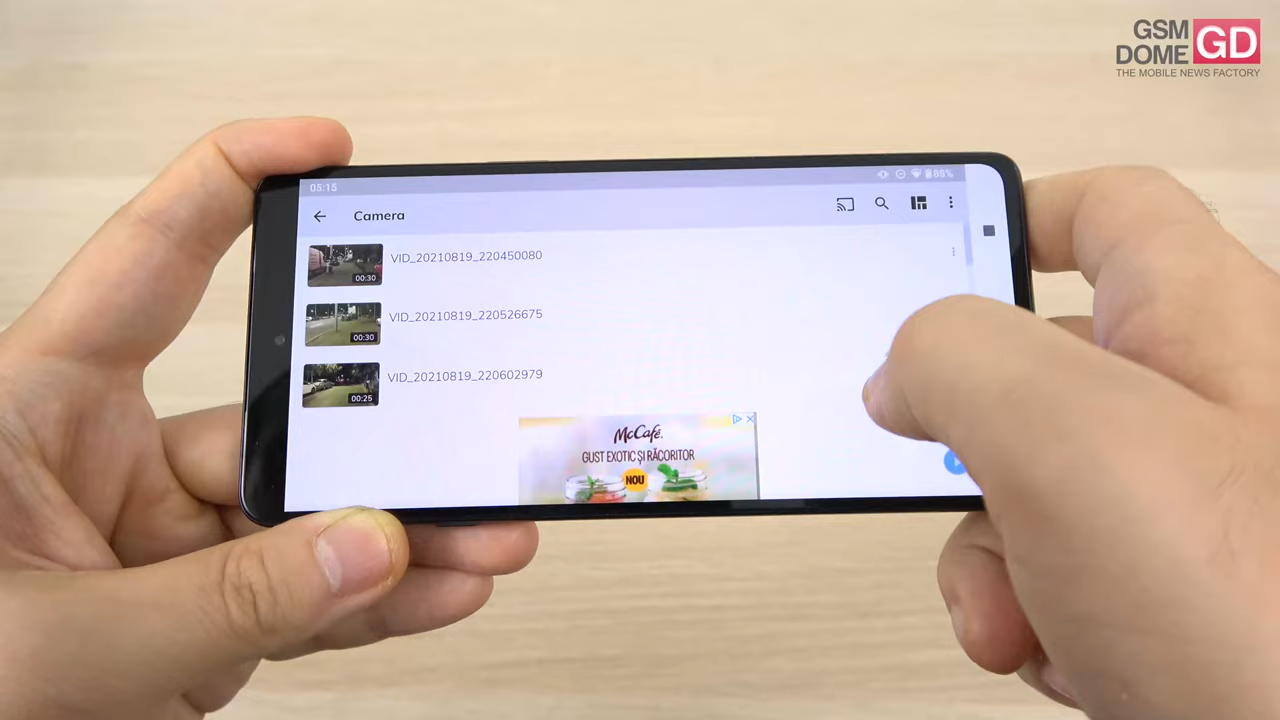 GSM
DOME
GD
THE MOBILE NEWS FACTORY
05:15
88%
Camera
VID_20210819_220450080
00:30
VID_20210819_220526675
00:30
VID_20210819_220602979
00:25
McCafé.
GUST EXOTIC ȘI RĂCORITOR
NOU